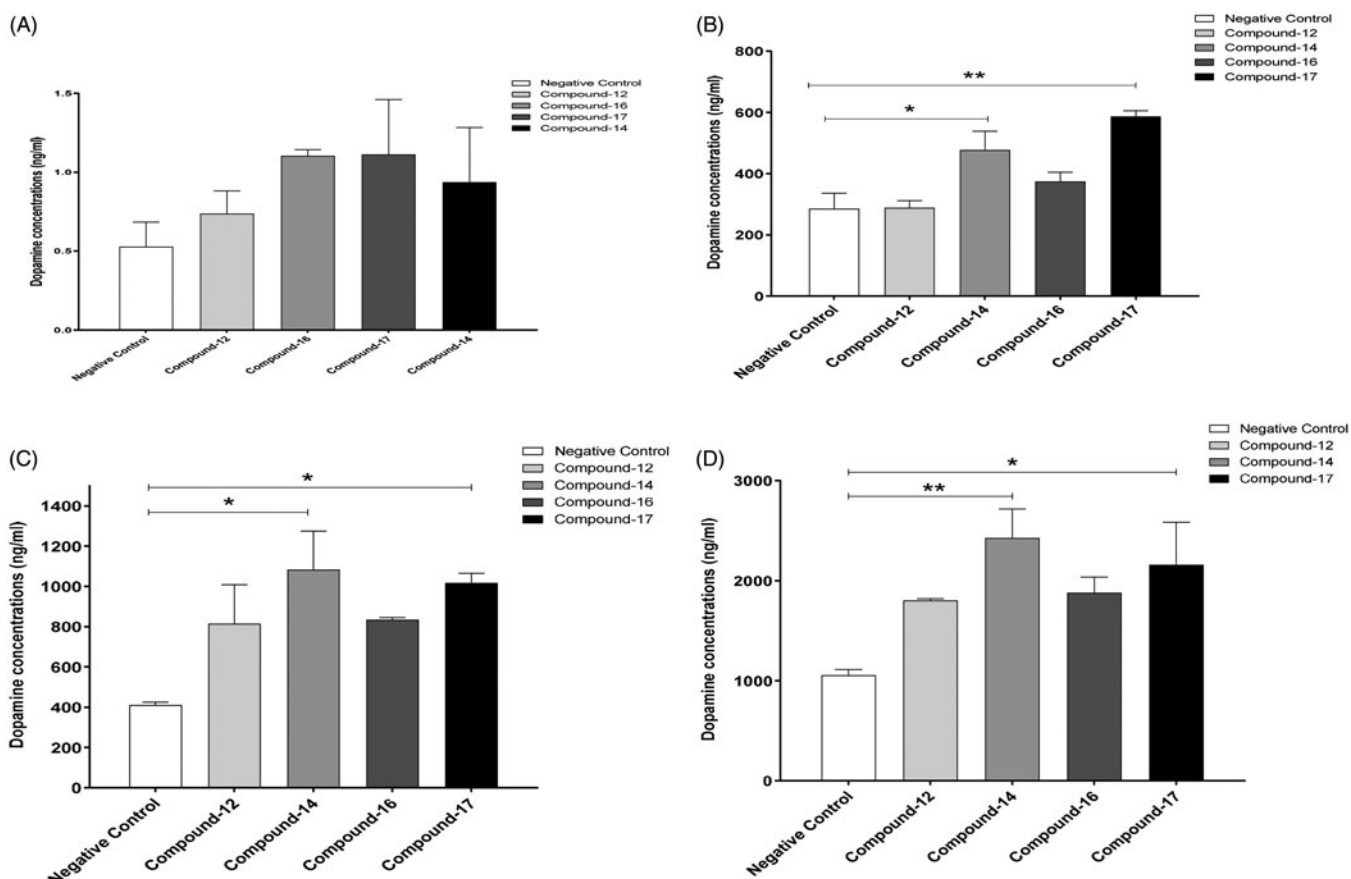 (A)
Negative Control
Compound-12
Compound-16
Compound-17
Compound-14
Dopamine concentrations (ng/ml)
1.5
1.0
0.5
0.0
Negative Control
Compound-12
Compound-16
Compound-17
Compound-14
(B)
Negative Control
Compound-12
Compound-14
Compound-16
Compound-17
Dopamine concentrations (ng/ml)
800
600
400
200
0
**
*
Negative Control
Compound-12
Compound-14
Compound-16
Compound-17
(C)
Negative Control
Compound-12
Compound-14
Compound-16
Compound-17
Dopamine concentrations (ng/ml)
1400
1200
1000
800
600
400
200
0
*
*
Negative Control
Compound-12
Compound-14
Compound-16
Compound-17
(D)
Negative Control
Compound-12
Compound-14
Compound-16
Compound-17
Dopamine concentrations (ng/ml)
3000
2000
1000
0
*
**
Negative Control
Compound-12
Compound-14
Compound-16
Compound-17